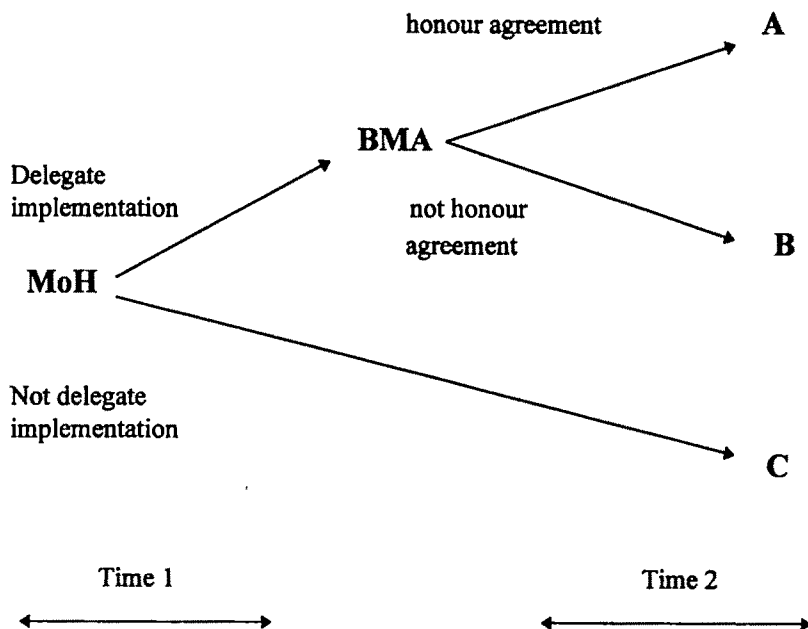 honour agreement
A
BMA
Delegate
implementation
not honour
agreement
B
MoH
Not delegate
implementation
C
Time 1
Time 2